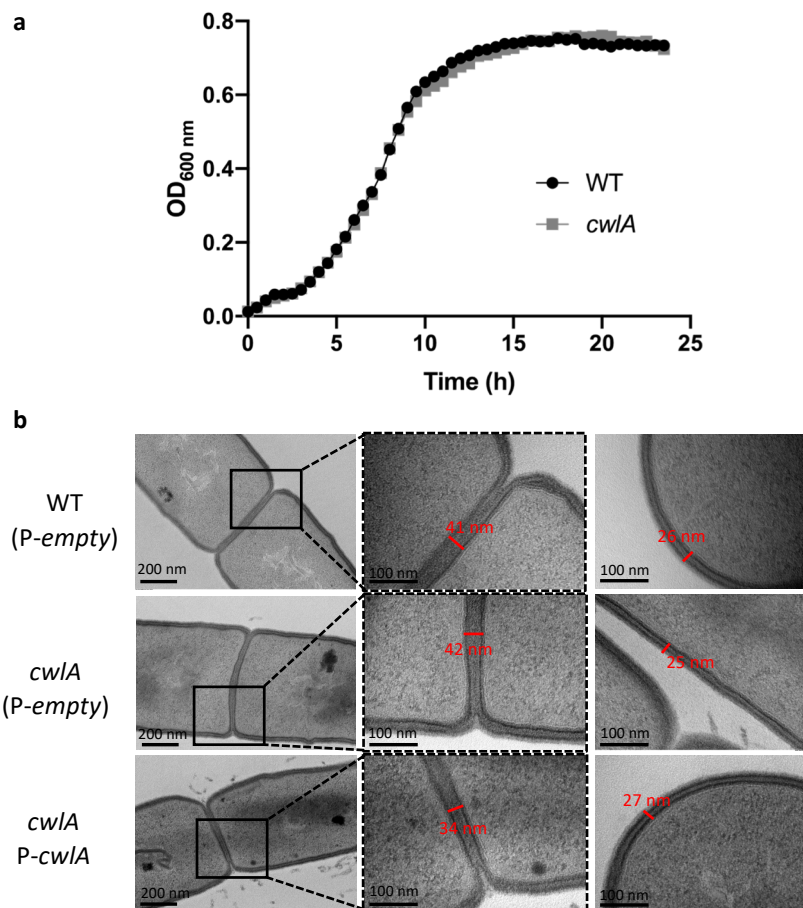 a
0.8
0.6
0.4
0.2
0.0
OD600 nm
WT
cwlA
0 5 10 15 20 25
Time (h)
b
WT
(P-empty)
200 nm
41 nm
100 nm
26 nm
100 nm
cwlA
(P-empty)
200 nm
42 nm
100 nm
25 nm
100 nm
cwlA
P-cwlA
200 nm
34 nm
100 nm
27 nm
100 nm